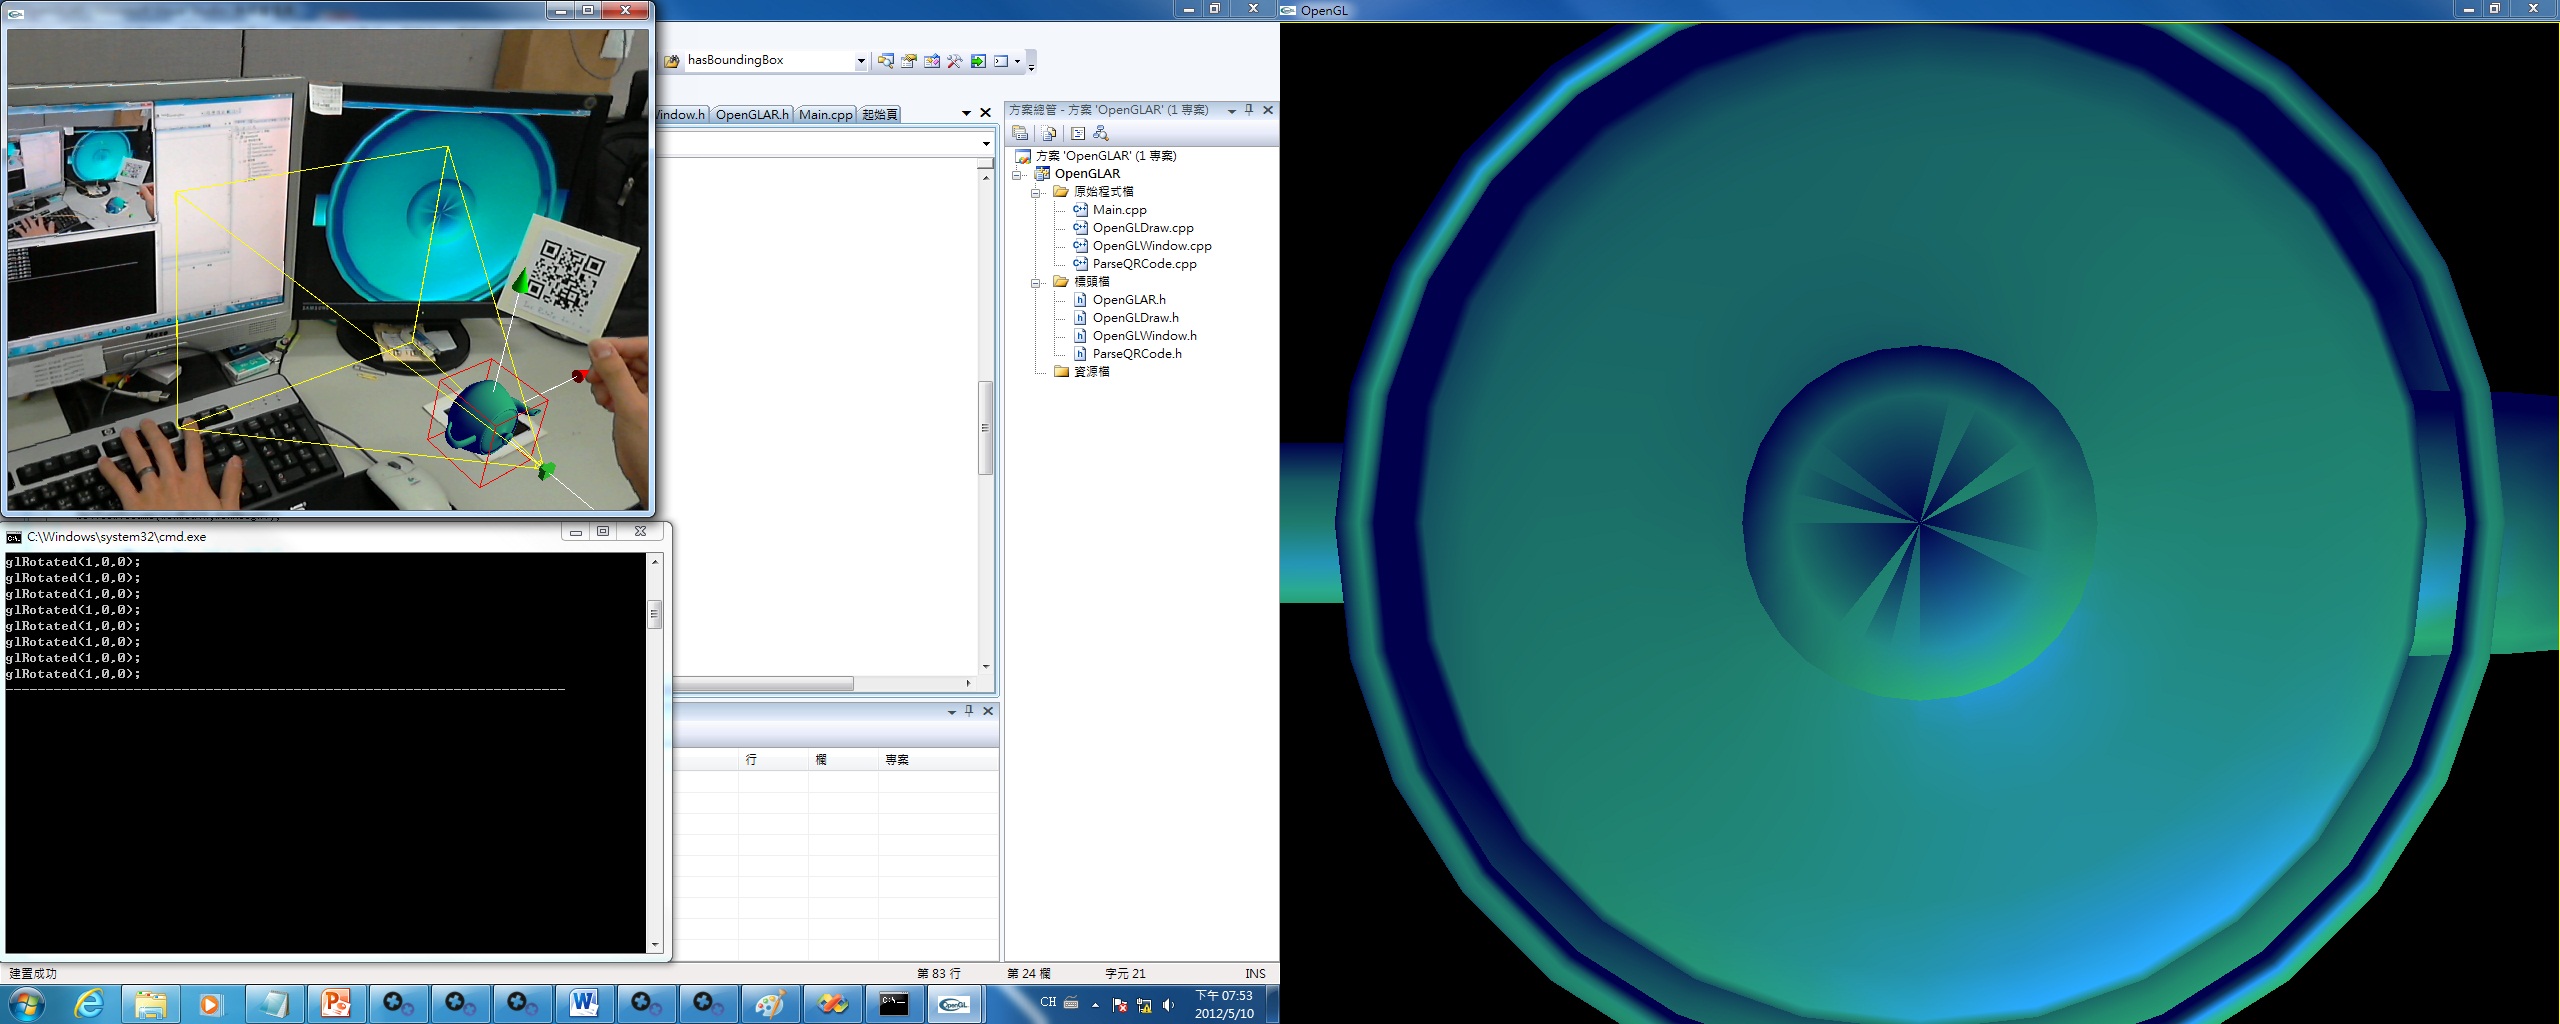 hasBoundingBox
Window.h
OpenGLAR.h
Main.cpp
起始頁
方案總管 - 方案 'OpenGLAR' (1 專案)
方案 'OpenGLAR' (1 專案)
OpenGLAR
原始程式檔
Main.cpp
OpenGLDraw.cpp
OpenGLWindow.cpp
ParseQRCode.cpp
標頭檔
OpenGLAR.h
OpenGLDraw.h
OpenGLWindow.h
ParseQRCode.h
資源檔
C:\Windows\system32\cmd.exe
glRotated(1,0,0);
glRotated(1,0,0);
glRotated(1,0,0);
glRotated(1,0,0);
glRotated(1,0,0);
glRotated(1,0,0);
glRotated(1,0,0);
glRotated(1,0,0);
行 欄 專案
建置成功 第 83 行 第 24 欄 字元 21 INS
CH
下午 07:53
2012/5/10
OpenGL
OpenGL